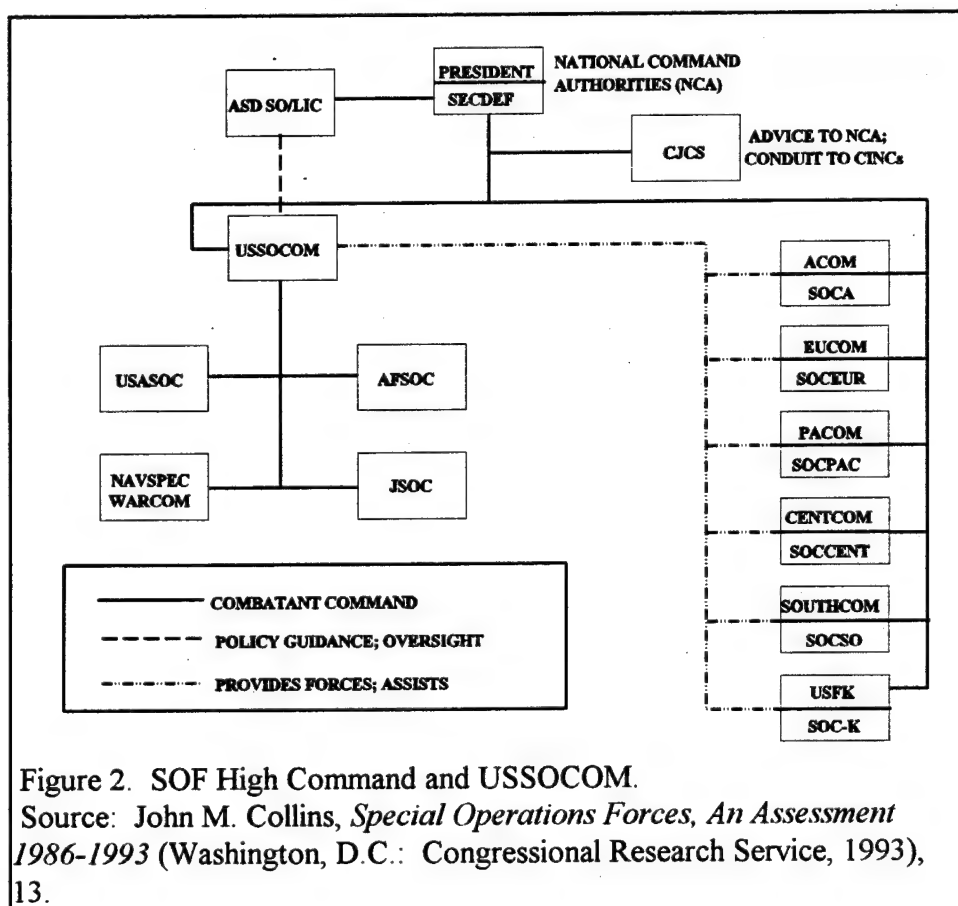 PRESIDENT
SECDEF
NATIONAL COMMAND
AUTHORITIES (NCA)
ASD SO/LIC
CJCS
ADVICE TO NCA;
CONDUIT TO CINCs
USSOCOM
ACOM
SOCA
EUCOM
SOCEUR
USASOC
AFSOC
PACOM
SOCPAC
NAVSPEC
WARCOM
JSOC
CENTCOM
SOCCENT
SOUTHCOM
SOCSO
USFK
SOC-K
COMBATANT COMMAND
POLICY GUIDANCE; OVERSIGHT
PROVIDES FORCES; ASSISTS
Figure 2. SOF High Command and USSOCOM.
Source: John M. Collins, Special Operations Forces, An Assessment
1986-1993 (Washington, D.C.: Congressional Research Service, 1993),
13.